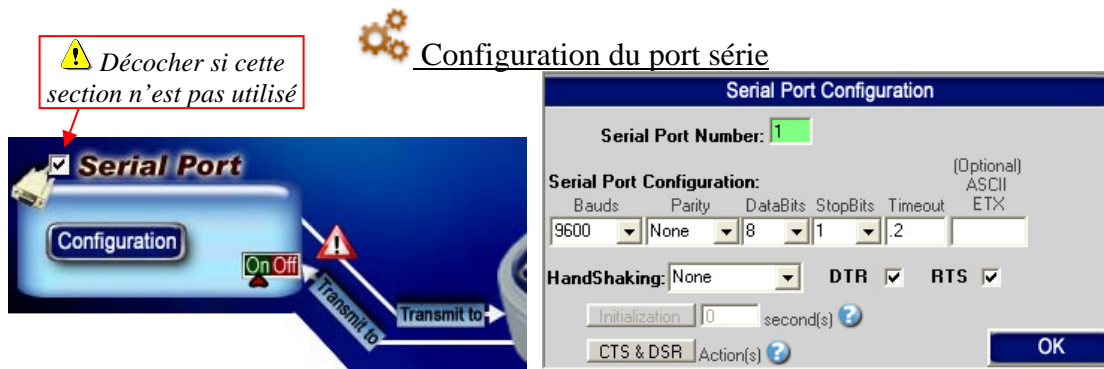 Configuration du port série
Décocher si cette
section n'est pas utilisé
Serial Port
Configuration
On Off
Transmit to
Transmit to
Serial Port Configuration
Serial Port Number: 1
(Optional)
ASCII
ETX
Serial Port Configuration:
Bauds Parity DataBits StopBits Timeout
9600 None 8 1 .2
HandShaking: None DTR RTS
Initialization 0 second(s) ?
CTS & DSR Action(s) ?
OK